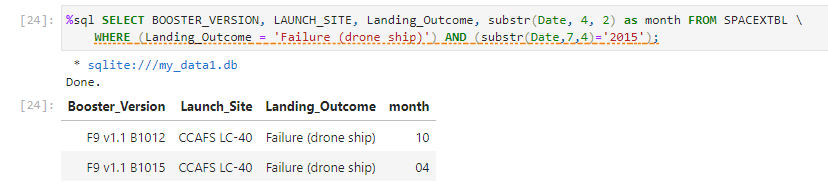 [24]: %sql SELECT BOOSTER_VERSION, LAUNCH_SITE, Landing_Outcome, substr(Date, 4, 2) as month FROM SPACEXTBL \
WHERE (Landing_Outcome = 'Failure (drone ship)') AND (substr(Date,7,4)='2015');
* sqlite:///my_data1.db
Done.
[24]: Booster_Version Launch_Site Landing_Outcome month
F9 v1.1 B1012 CCAFS LC-40 Failure (drone ship) 10
F9 v1.1 B1015 CCAFS LC-40 Failure (drone ship) 04